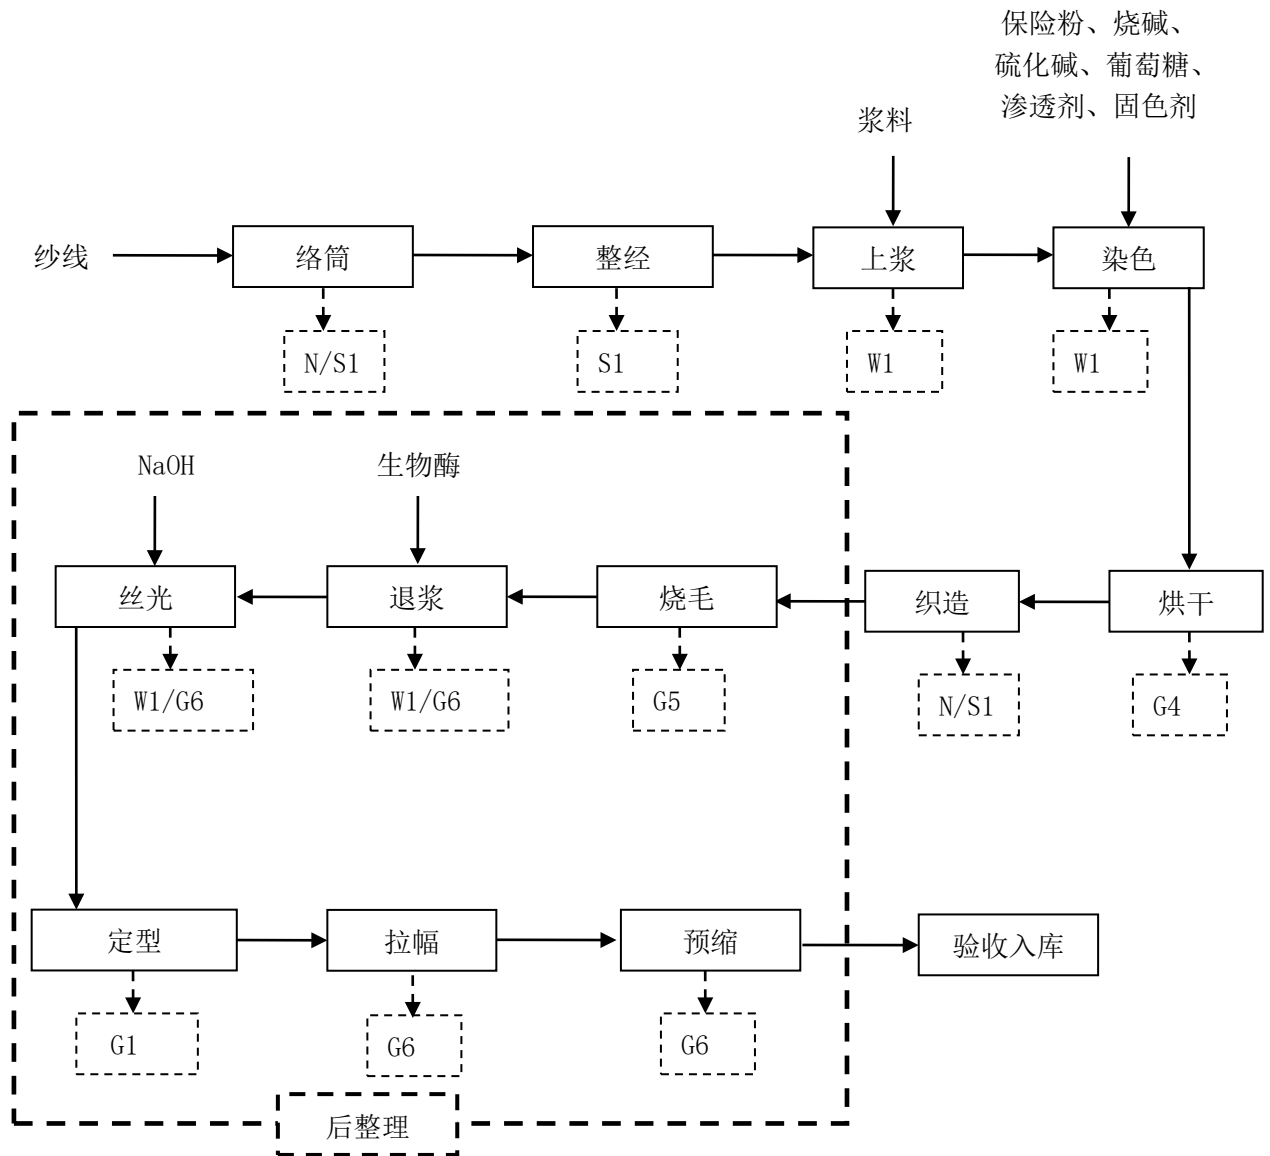 保险粉、烧碱、
硫化碱、葡萄糖、
渗透剂、固色剂
浆料
纱线
络筒
整经
上浆
染色
N/S1
S1
W1
W1
NaOH
生物酶
丝光
退浆
烧毛
织造
烘干
W1/G6
W1/G6
G5
N/S1
G4
定型
拉幅
预缩
验收入库
G1
G6
G6
后整理